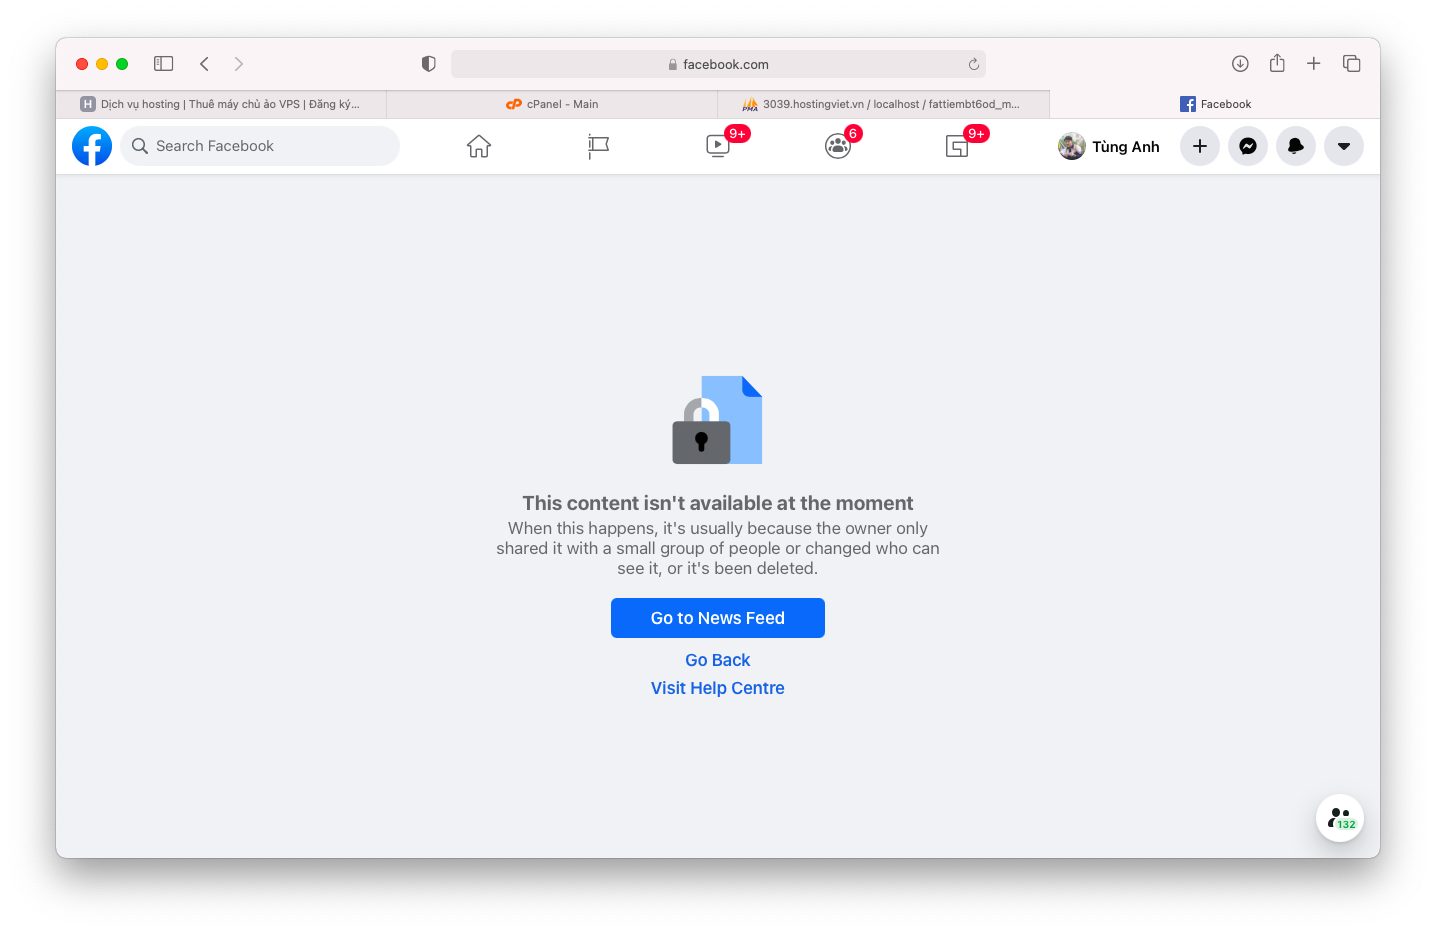 facebook.com
H Dịch vụ hosting | Thuê máy chủ ảo VPS | Đăng ký...
cPanel - Main
3039.hostingviet.vn / localhost / fattiembt6od_m...
Facebook
Search Facebook
9+
6
9+
Tùng Anh
This content isn't available at the moment
When this happens, it's usually because the owner only
shared it with a small group of people or changed who can
see it, or it's been deleted.
Go to News Feed
Go Back
Visit Help Centre
132